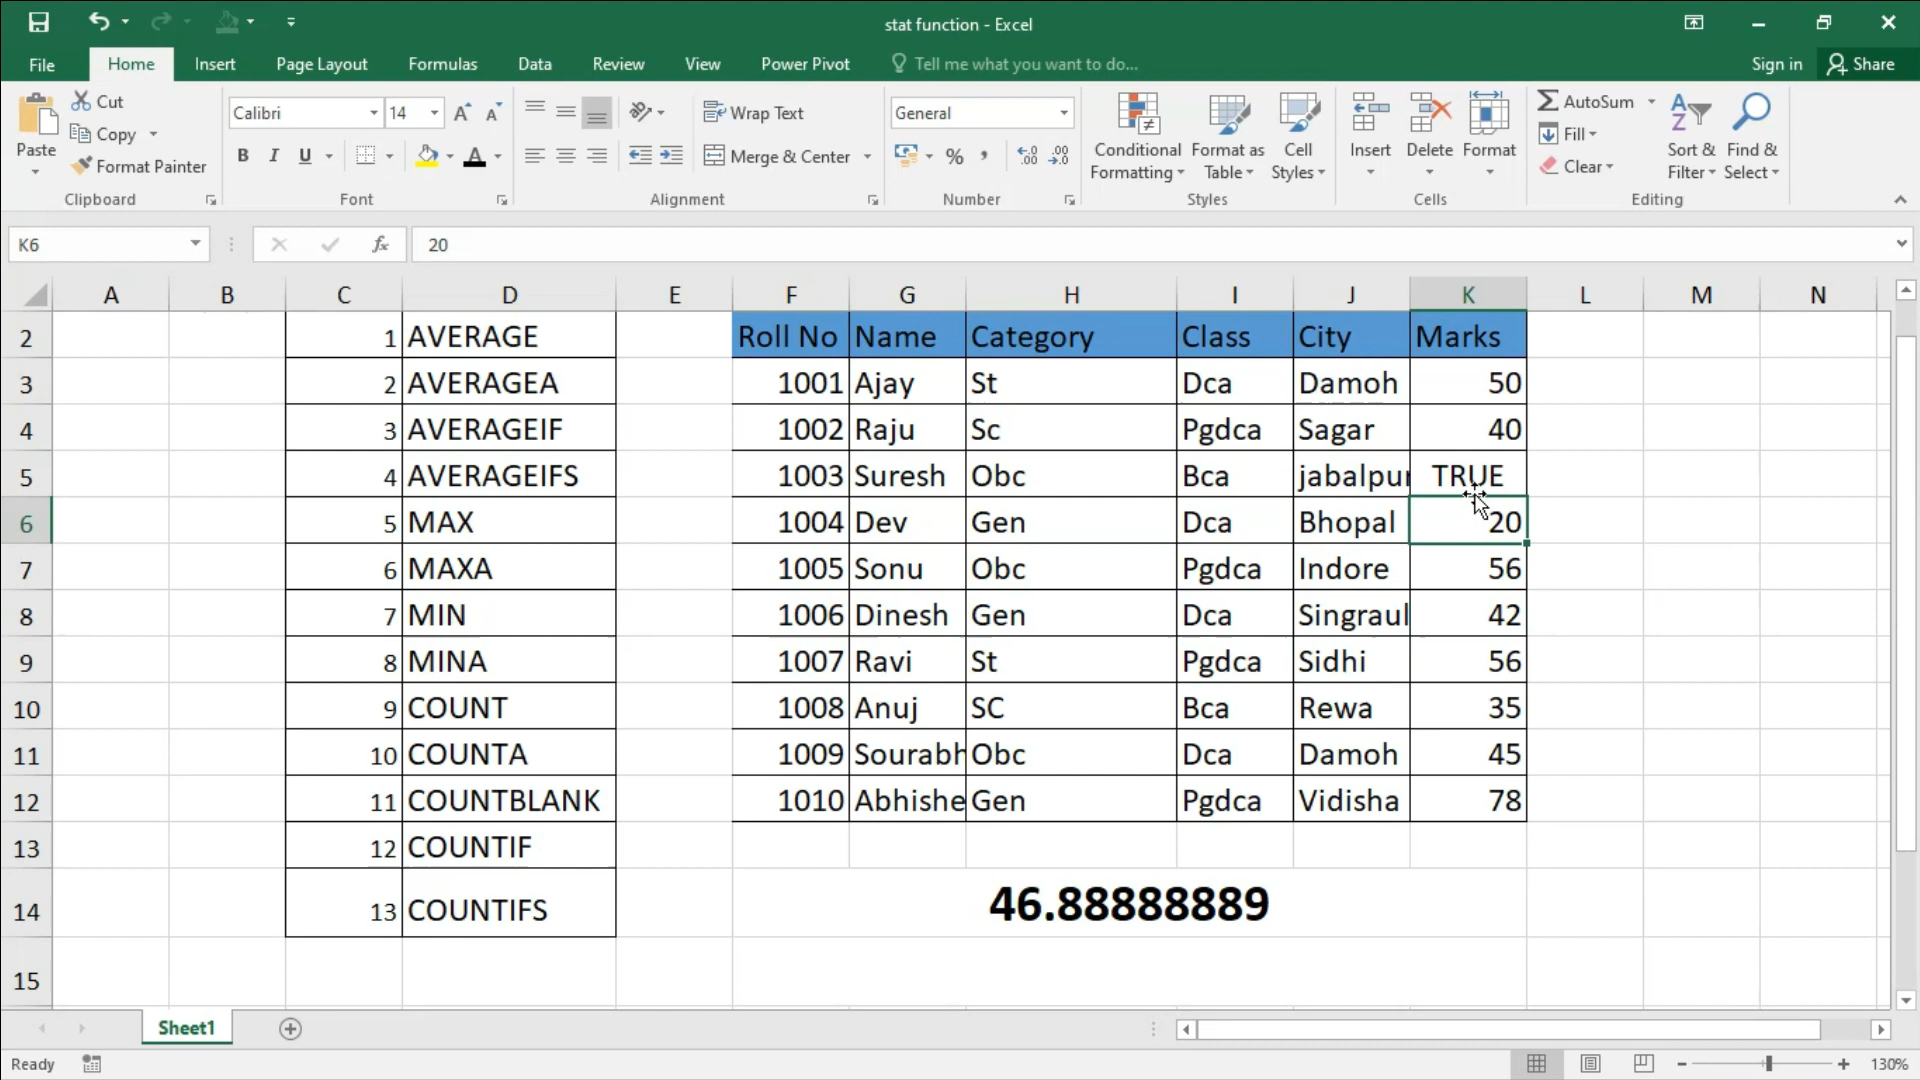 stat function - Excel
File Home Insert Page Layout Formulas Data Review View Power Pivot Tell me what you want to do... Sign in Share
Paste Cut Copy Format Painter Clipboard
Calibri 14 B I U A Font
Wrap Text Merge & Center Alignment
General % Number
Conditional Formatting Format as Table Cell Styles Styles
Insert Delete Format Cells
AutoSum Fill Clear Sort & Filter Find & Select Editing
K6 fx 20
A B C D E F G H I J K L M N
2 1 AVERAGE Roll No Name Category Class City Marks
3 2 AVERAGEA 1001 Ajay St Dca Damoh 50
4 3 AVERAGEIF 1002 Raju Sc Pgdca Sagar 40
5 4 AVERAGEIFS 1003 Suresh Obc Bca jabalpur TRUE
6 5 MAX 1004 Dev Gen Dca Bhopal 20
7 6 MAXA 1005 Sonu Obc Pgdca Indore 56
8 7 MIN 1006 Dinesh Gen Dca Singraul 42
9 8 MINA 1007 Ravi St Pgdca Sidhi 56
10 9 COUNT 1008 Anuj SC Bca Rewa 35
11 10 COUNTA 1009 Sourabh Obc Dca Damoh 45
12 11 COUNTBLANK 1010 Abhishe Gen Pgdca Vidisha 78
13 12 COUNTIF
14 13 COUNTIFS 46.88888889
15
Sheet1
Ready 130%